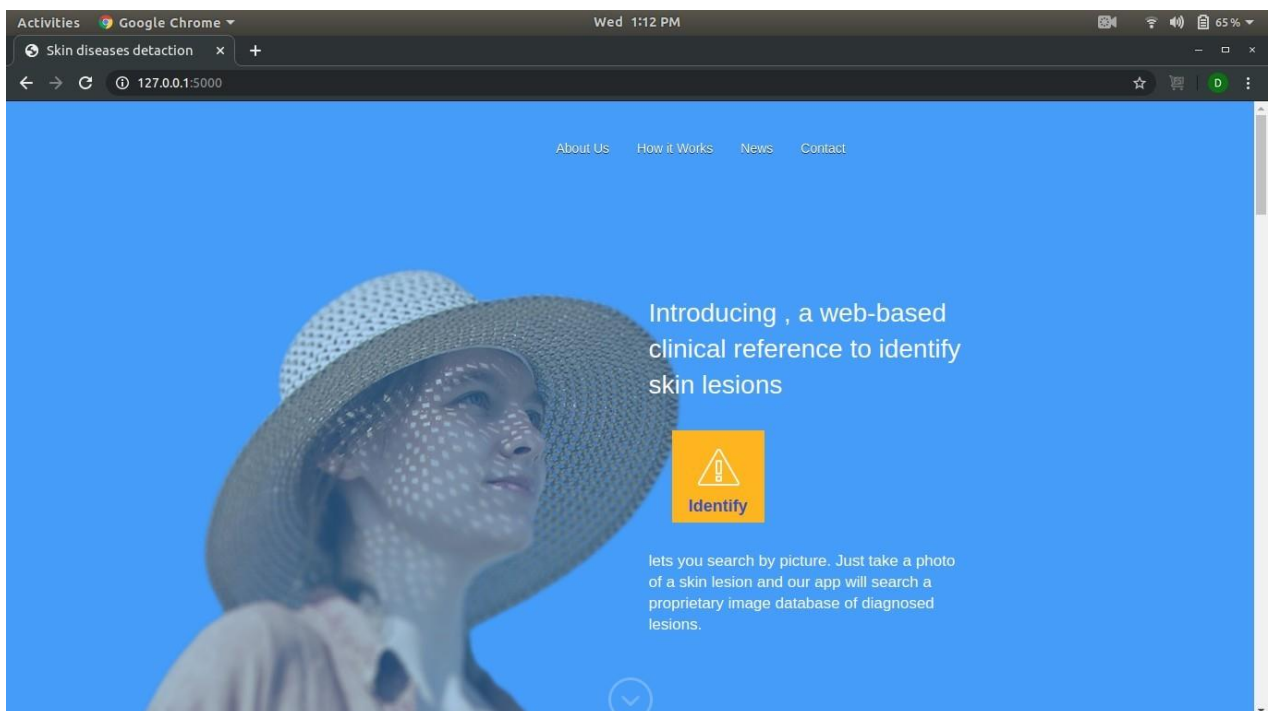 Activities Google Chrome Wed 1:12 PM 65 %
Skin diseases detaction
127.0.0.1:5000 D
About Us How it Works News Contact
Introducing , a web-based
clinical reference to identify
skin lesions
Identify
lets you search by picture. Just take a photo
of a skin lesion and our app will search a
proprietary image database of diagnosed
lesions.